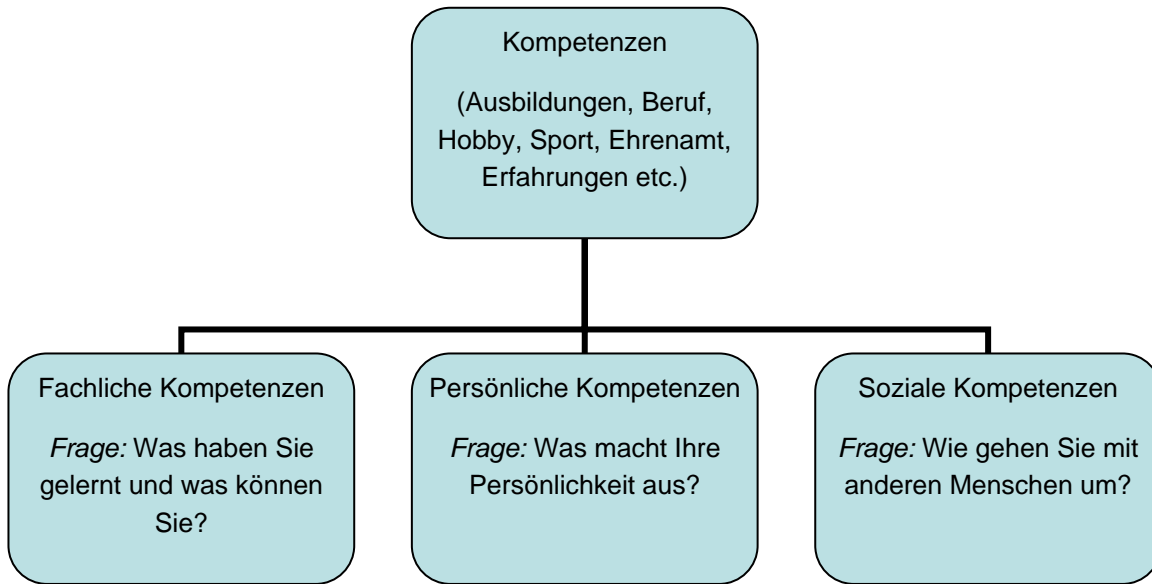 Kompetenzen
(Ausbildungen, Beruf,
Hobby, Sport, Ehrenamt,
Erfahrungen etc.)
Fachliche Kompetenzen
Frage: Was haben Sie
gelernt und was können
Sie?
Persönliche Kompetenzen
Frage: Was macht Ihre
Persönlichkeit aus?
Soziale Kompetenzen
Frage: Wie gehen Sie mit
anderen Menschen um?